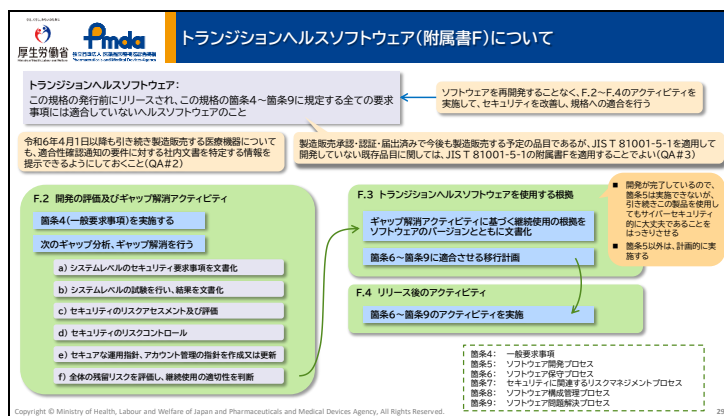 厚生労働省
Pmda
独立行政法人 医薬品医療機器総合機構
Pharmaceuticals and Medical Devices Agency
トランジションヘルスソフトウェア(附属書F)について
トランジションヘルスソフトウェア:
この規格の発行前にリリースされ、この規格の箇条4~箇条9に規定する全ての要求
事項には適合していないヘルスソフトウェアのこと
ソフトウェアを再開発することなく、F.2~F.4のアクティビティを
実施して、セキュリティを改善し、規格への適合を行う
令和6年4月1日以降も引き続き製造販売する医療機器について
も、適合性確認通知の要件に対する社内文書を特定する情報を
提示できるようにしておくこと(QA#2)
製造販売承認・認証・届出済みで今後も製造販売する予定の品目であるが、JIS T 81001-5-1を適用して
開発していない既存品目に関しては、JIS T 81001-5-1の附属書Fを適用することでよい(QA#3)
F.2 開発の評価及びギャップ解消アクティビティ
箇条4(一般要求事項)を実施する
次のギャップ分析、ギャップ解消を行う
a) システムレベルのセキュリティ要求事項を文書化
b) システムレベルの試験を行い、結果を文書化
c) セキュリティのリスクアセスメント及び評価
d) セキュリティのリスクコントロール
e) セキュアな運用指針、アカウント管理の指針を作成又は更新
f) 全体の残留リスクを評価し、継続使用の適切性を判断
F.3 トランジションヘルスソフトウェアを使用する根拠
ギャップ解消アクティビティに基づく継続使用の根拠を
ソフトウェアのバージョンとともに文書化
箇条6~箇条9に適合させる移行計画
F.4 リリース後のアクティビティ
箇条6~箇条9のアクティビティを実施
■ 開発が完了しているので、
箇条5は実施できないが、
引き続きこの製品を使用し
てもサイバーセキュリティ
的に大丈夫であることを
はっきりさせる
■ 箇条5以外は、計画的に実
施する
箇条4: 一般要求事項
箇条5: ソフトウェア開発プロセス
箇条6: ソフトウェア保守プロセス
箇条7: セキュリティに関連するリスクマネジメントプロセス
箇条8: ソフトウェア構成管理プロセス
箇条9: ソフトウェア問題解決プロセス
Copyright © Ministry of Health, Labour and Welfare of Japan and Pharmaceuticals and Medical Devices Agency, All Rights Reserved.
29